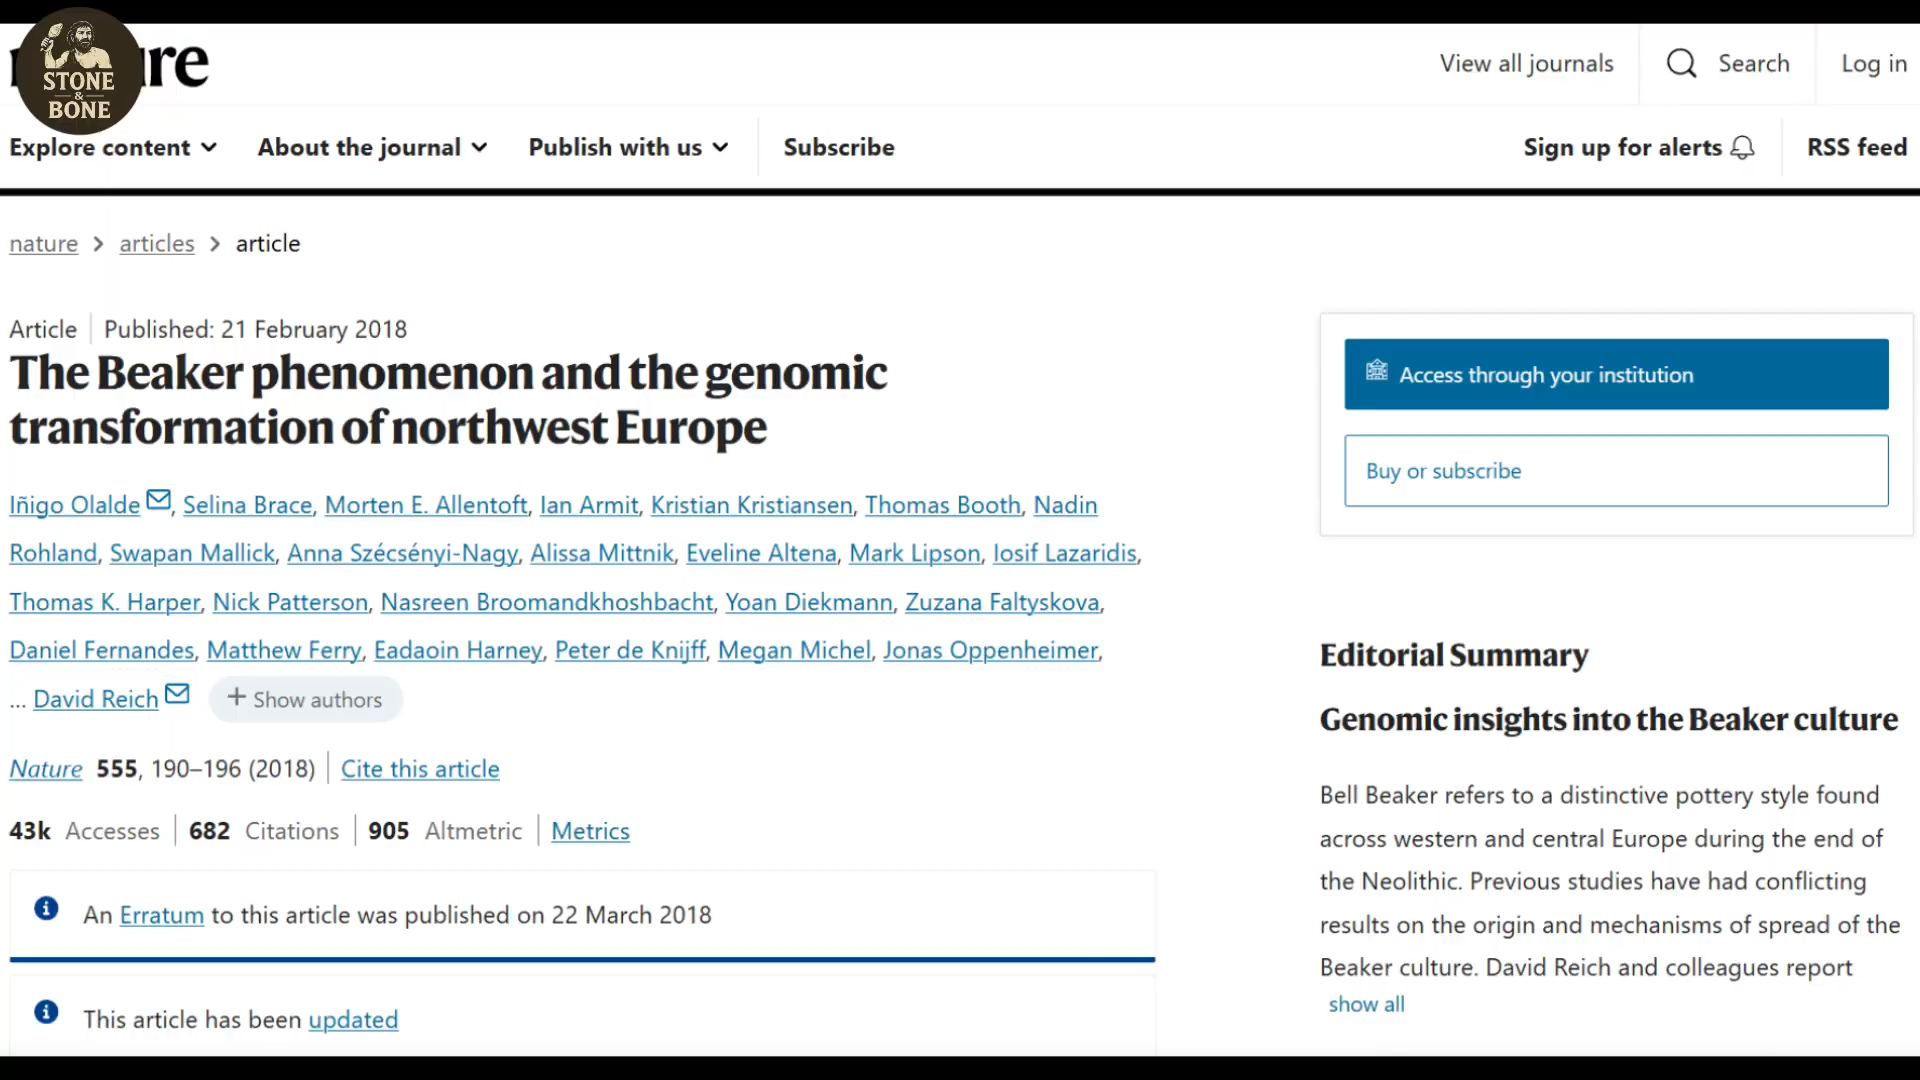 STONE
&
BONE
re
View all journals
Search
Log in
Explore content
About the journal
Publish with us
Subscribe
Sign up for alerts
RSS feed
nature > articles > article
Article | Published: 21 February 2018
The Beaker phenomenon and the genomic
transformation of northwest Europe
Iñigo Olalde, Selina Brace, Morten E. Allentoft, Ian Armit, Kristian Kristiansen, Thomas Booth, Nadin
Rohland, Swapan Mallick, Anna Szécsényi-Nagy, Alissa Mittnik, Eveline Altena, Mark Lipson, Iosif Lazaridis,
Thomas K. Harper, Nick Patterson, Nasreen Broomandkhoshbacht, Yoan Diekmann, Zuzana Faltyskova,
Daniel Fernandes, Matthew Ferry, Eadaoin Harney, Peter de Knijff, Megan Michel, Jonas Oppenheimer,
... David Reich + Show authors
Nature 555, 190–196 (2018) | Cite this article
43k Accesses | 682 Citations | 905 Altmetric | Metrics
An Erratum to this article was published on 22 March 2018
This article has been updated
Access through your institution
Buy or subscribe
Editorial Summary
Genomic insights into the Beaker culture
Bell Beaker refers to a distinctive pottery style found
across western and central Europe during the end of
the Neolithic. Previous studies have had conflicting
results on the origin and mechanisms of spread of the
Beaker culture. David Reich and colleagues report
show all